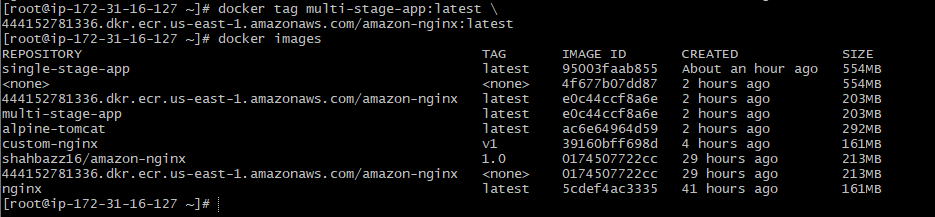 [root@ip-172-31-16-127 ~]# docker tag multi-stage-app:latest \
444152781336.dkr.ecr.us-east-1.amazonaws.com/amazon-nginx:latest
[root@ip-172-31-16-127 ~]# docker images
REPOSITORY TAG IMAGE ID CREATED SIZE
single-stage-app latest 95003faab855 About an hour ago 554MB
<none> <none> 4f677b07dd87 2 hours ago 554MB
444152781336.dkr.ecr.us-east-1.amazonaws.com/amazon-nginx latest e0c44ccf8a6e 2 hours ago 203MB
multi-stage-app latest e0c44ccf8a6e 2 hours ago 203MB
alpine-tomcat latest ac6e64964d59 2 hours ago 292MB
custom-nginx v1 39160bff698d 4 hours ago 161MB
shahbazz16/amazon-nginx 1.0 0174507722cc 29 hours ago 213MB
444152781336.dkr.ecr.us-east-1.amazonaws.com/amazon-nginx <none> 0174507722cc 29 hours ago 213MB
nginx latest 5cdef4ac3335 41 hours ago 161MB
[root@ip-172-31-16-127 ~]#